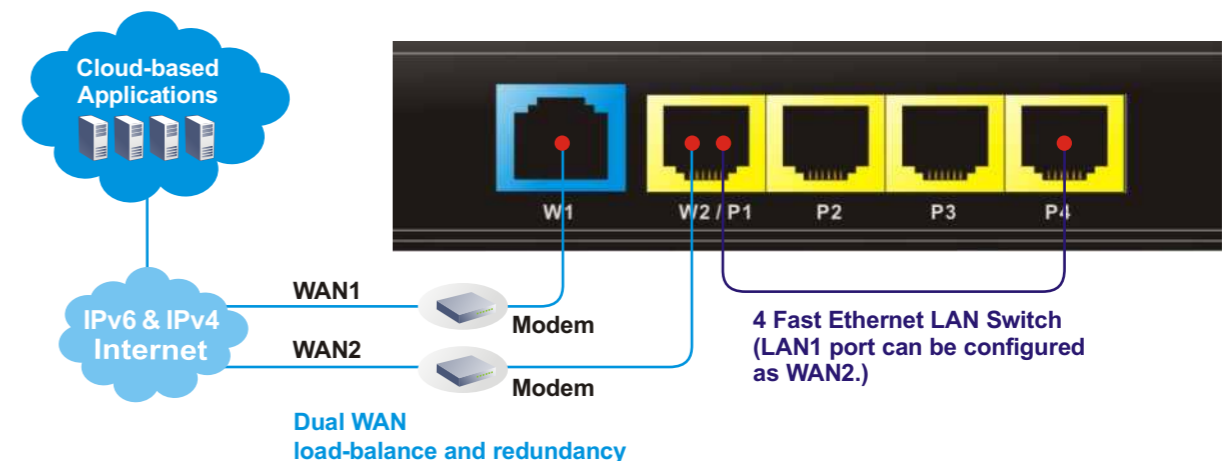 Cloud-based
Applications
W1
W2 / P1
P2
P3
P4
IPv6 & IPv4
Internet
WAN1
Modem
WAN2
Modem
4 Fast Ethernet LAN Switch
(LAN1 port can be configured
as WAN2.)
Dual WAN
load-balance and redundancy